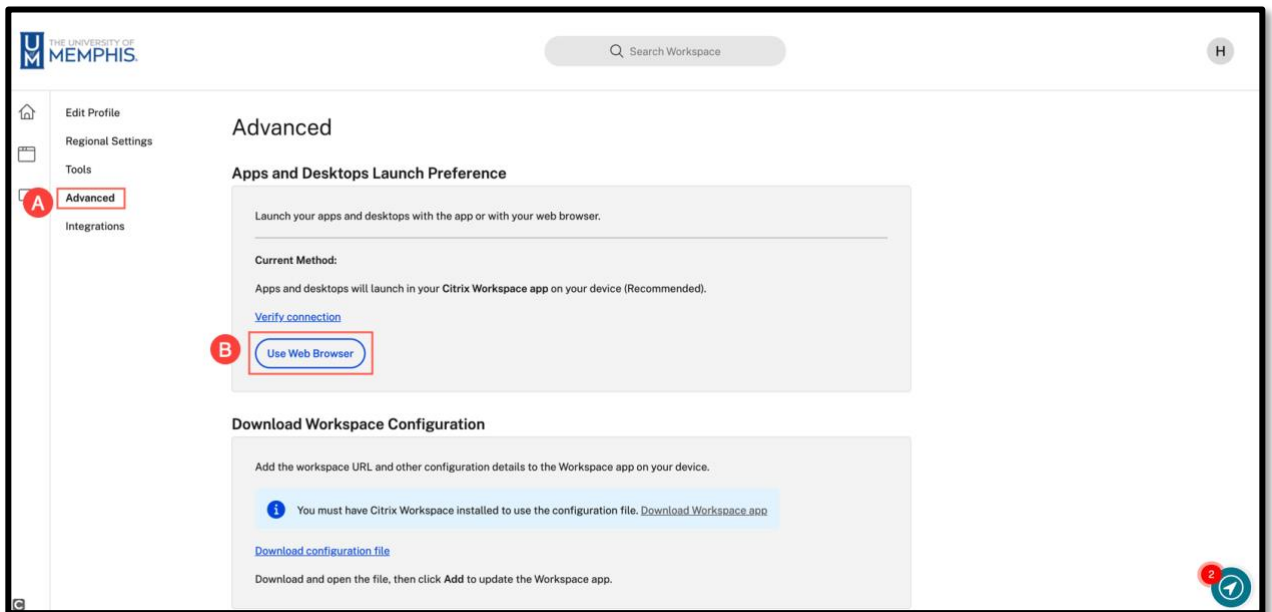 THE UNIVERSITY OF
MEMPHIS.
Search Workspace
H
Edit Profile
Regional Settings
Tools
A
Advanced
Integrations
Advanced
Apps and Desktops Launch Preference
Launch your apps and desktops with the app or with your web browser.
Current Method:
Apps and desktops will launch in your Citrix Workspace app on your device (Recommended).
Verify connection
B
Use Web Browser
Download Workspace Configuration
Add the workspace URL and other configuration details to the Workspace app on your device.
You must have Citrix Workspace installed to use the configuration file. Download Workspace app
Download configuration file
Download and open the file, then click Add to update the Workspace app.
2